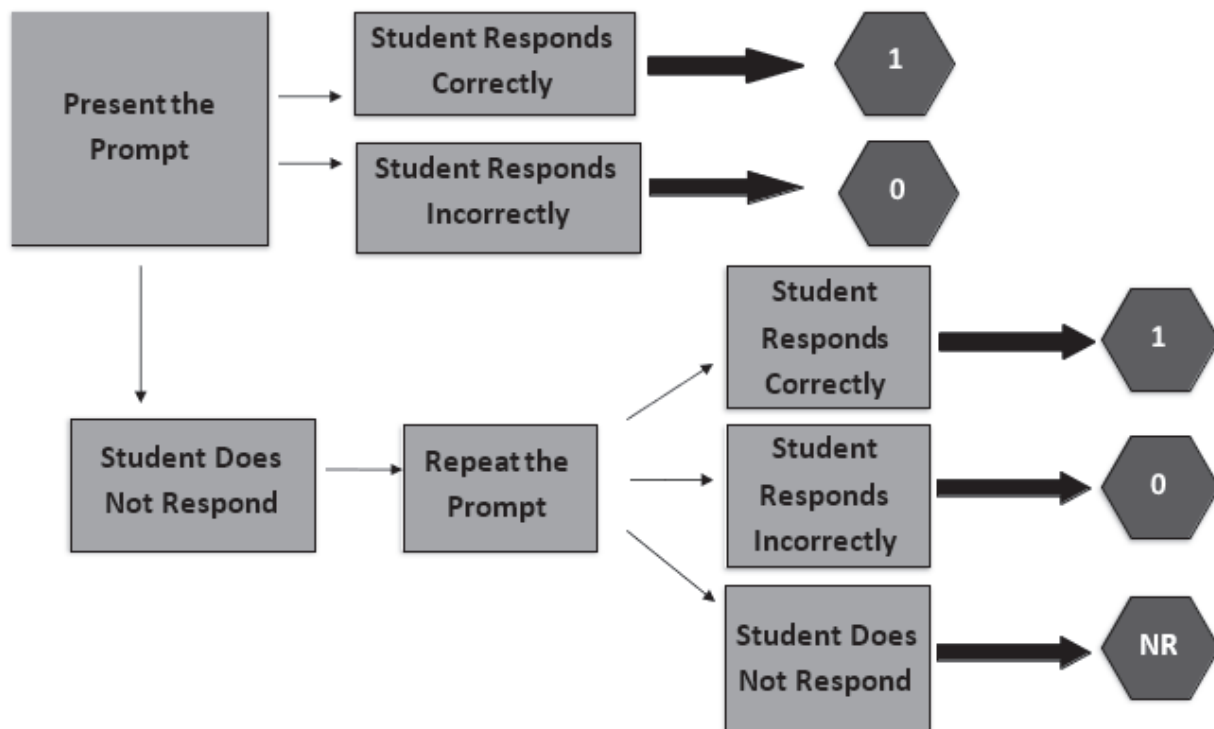 Present the
Prompt
Student Responds
Correctly
1
Student Responds
Incorrectly
0
Student Does
Not Respond
Repeat the
Prompt
Student
Responds
Correctly
1
Student
Responds
Incorrectly
0
Student Does
Not Respond
NR